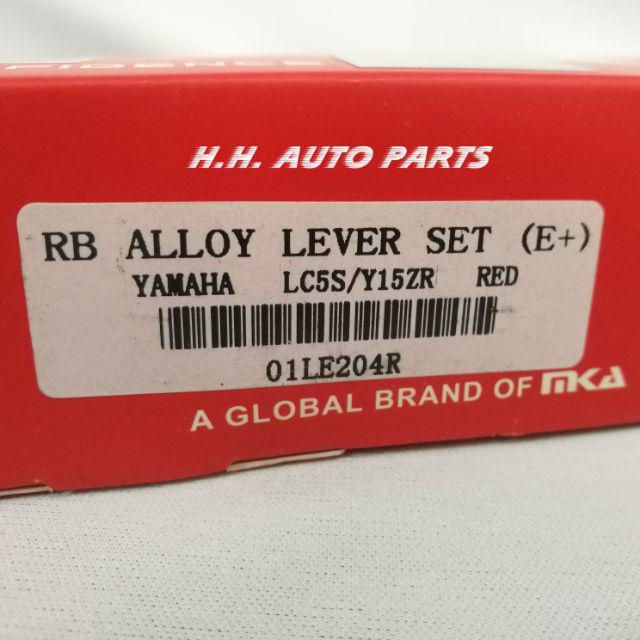 H.H. AUTO PARTS
RB ALLOY LEVER SET (E+)
YAMAHA LC5S/Y15ZR RED
01LE204R
A GLOBAL BRAND OF MKA